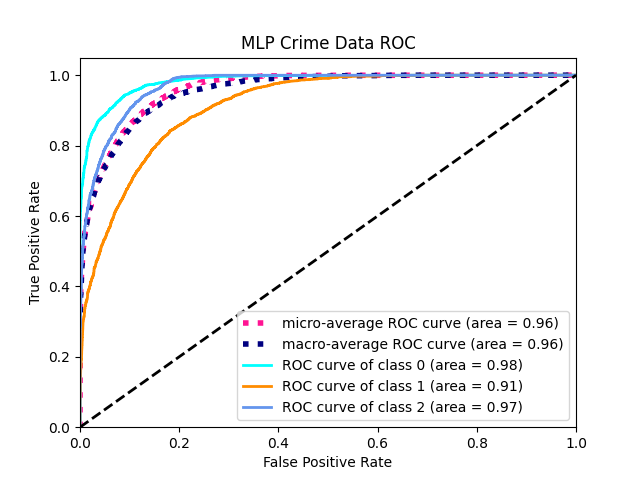 MLP Crime Data ROC
True Positive Rate
1.0
0.8
0.6
0.4
0.2
0.0
micro-average ROC curve (area = 0.96)
macro-average ROC curve (area = 0.96)
ROC curve of class 0 (area = 0.98)
ROC curve of class 1 (area = 0.91)
ROC curve of class 2 (area = 0.97)
0.0 0.2 0.4 0.6 0.8 1.0
False Positive Rate